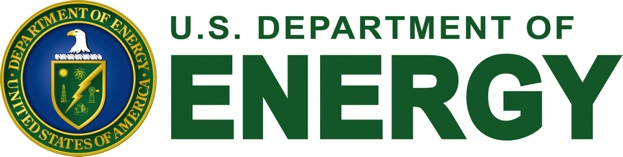 ·DEPARTMENT OF ENERGY·
UNITED STATES OF AMERICA
U.S. DEPARTMENT OF
ENERGY